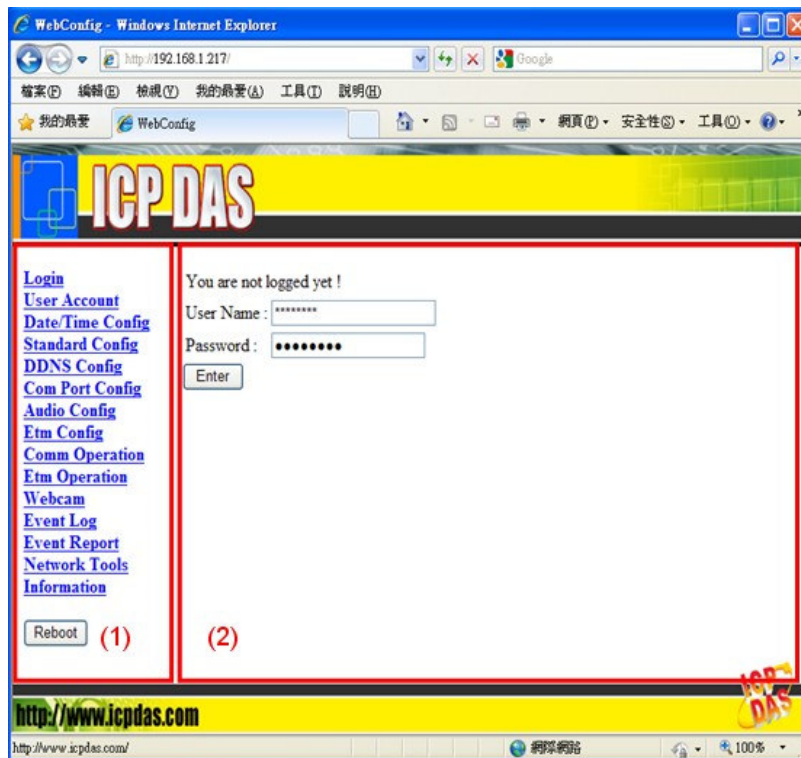 WebConfig - Windows Internet Explorer
http://192.168.1.217/
Google
檔案(F) 編輯(E) 檢視(V) 我的最愛(A) 工具(T) 說明(H)
我的最愛 WebConfig 網頁(P) 安全性(S) 工具(O)
ICP DAS
Login
User Account
Date/Time Config
Standard Config
DDNS Config
Com Port Config
Audio Config
Etm Config
Comm Operation
Etm Operation
Webcam
Event Log
Event Report
Network Tools
Information
Reboot (1)
You are not logged yet !
User Name : ********
Password : ●●●●●●●●
Enter
(2)
http://www.icpdas.com
ICP DAS
http://www.icpdas.com/ 網際網路 100%